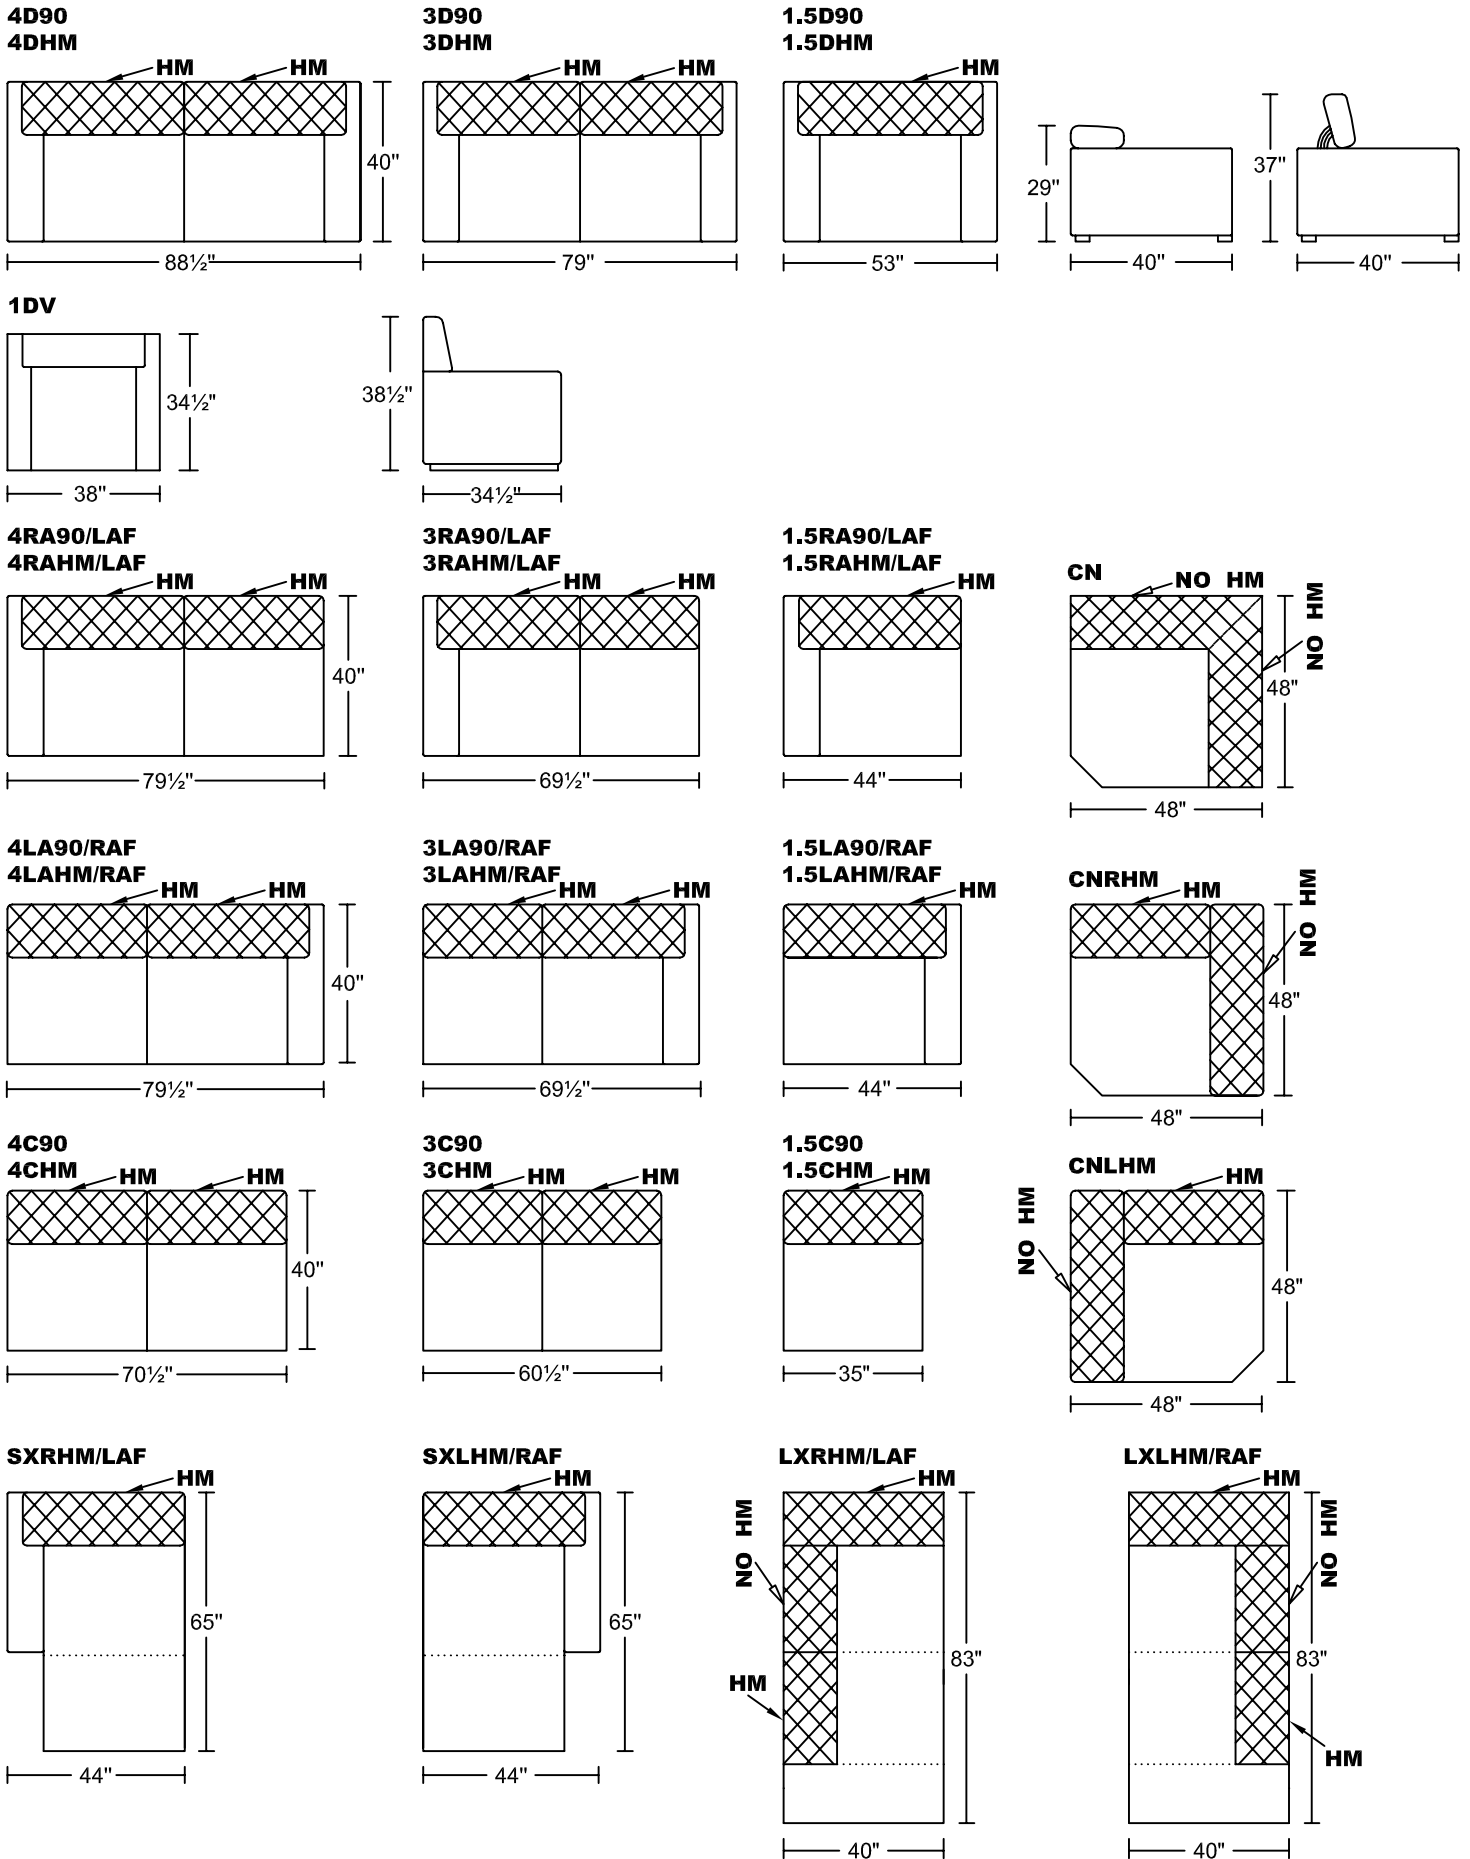 4D90
4DHM
HM HM
40"
88½"
3D90
3DHM
HM HM
79"
1.5D90
1.5DHM
HM
53"
29"
40"
37"
40"
1DV
34½"
38"
38½"
34½"
4RA90/LAF
4RAHM/LAF
HM HM
40"
79½"
3RA90/LAF
3RAHM/LAF
HM HM
69½"
1.5RA90/LAF
1.5RAHM/LAF
HM
44"
CN
NO HM
NO HM
48"
48"
4LA90/RAF
4LAHM/RAF
HM HM
40"
79½"
3LA90/RAF
3LAHM/RAF
HM HM
69½"
1.5LA90/RAF
1.5LAHM/RAF
HM
44"
CNRHM
HM
NO HM
48"
48"
4C90
4CHM
HM HM
40"
70½"
3C90
3CHM
HM HM
60½"
1.5C90
1.5CHM
HM
35"
CNLHM
HM
NO HM
48"
48"
SXRHM/LAF
HM
65"
44"
SXLHM/RAF
HM
65"
44"
LXRHM/LAF
HM
NO HM
HM
83"
40"
LXLHM/RAF
HM
NO HM
83"
HM
40"